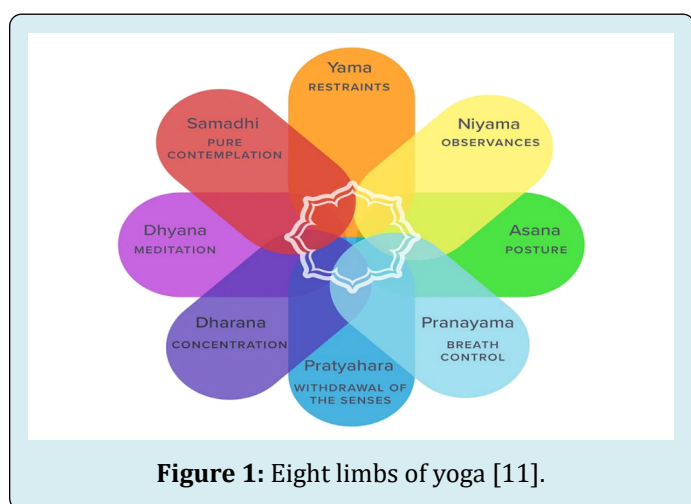 Yama
RESTRAINTS
Niyama
OBSERVANCES
Asana
POSTURE
Pranayama
BREATH
CONTROL
Pratyahara
WITHDRAWAL OF
THE SENSES
Dharana
CONCENTRATION
Dhyana
MEDITATION
Samadhi
PURE
CONTEMPLATION
Figure 1: Eight limbs of yoga [11].